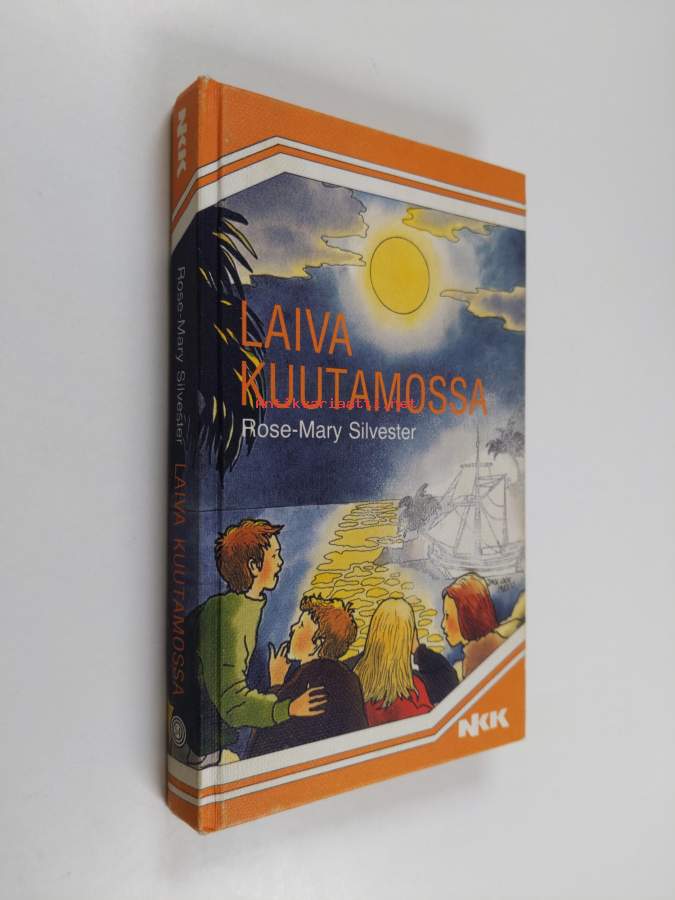 NKK
Rose-Mary Silvester LAIVA KUUTAMOSSA
LAIVA
KUUTAMOSSA
Antikvariaatti.net
Rose-Mary Silvester
NKK